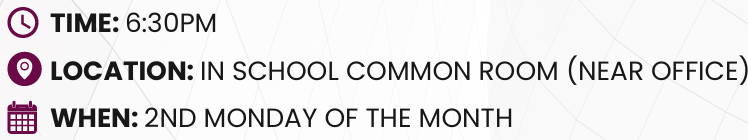 TIME: 6:30PM
LOCATION: IN SCHOOL COMMON ROOM (NEAR OFFICE)
WHEN: 2ND MONDAY OF THE MONTH